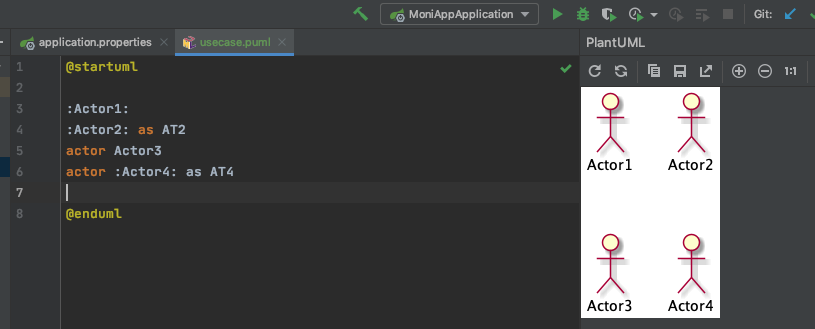 MoniAppApplication
Git:
application.properties
usecase.puml
PlantUML
1 @startuml
2
3 :Actor1:
4 :Actor2: as AT2
5 actor Actor3
6 actor :Actor4: as AT4
7
8 @enduml
1:1
Actor1 Actor2
Actor3 Actor4